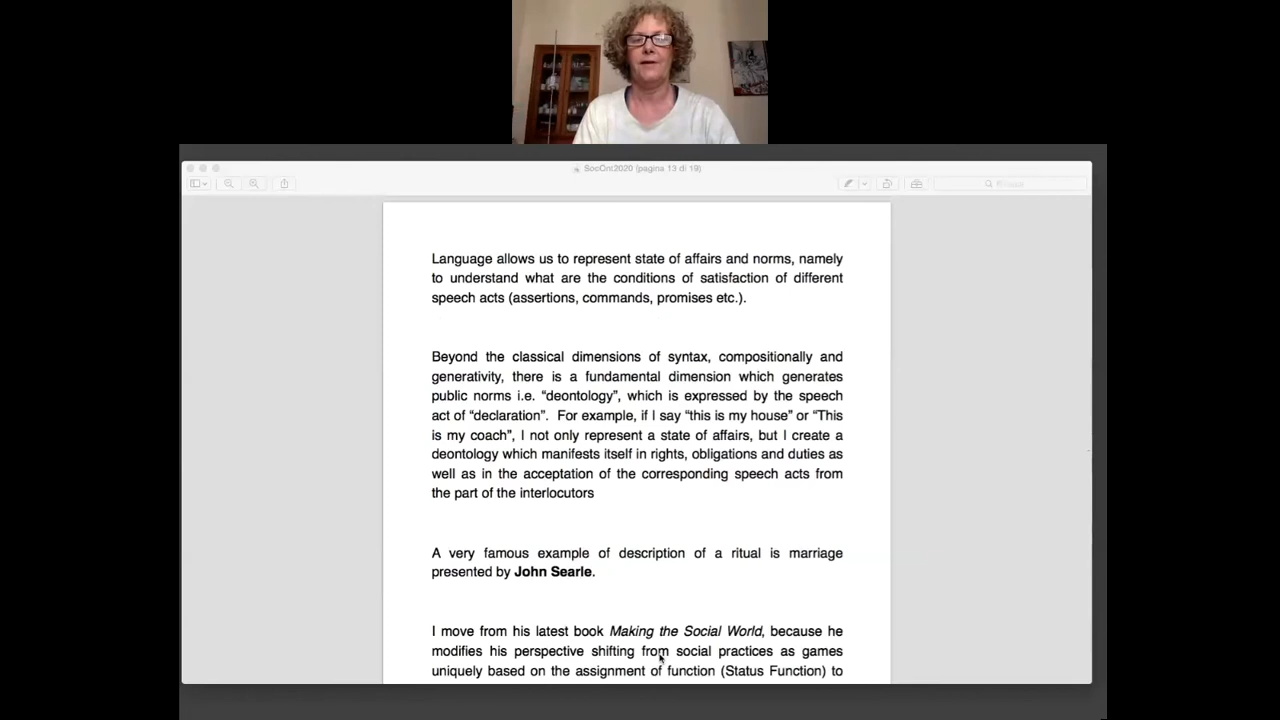 SocOnt2020 (pagina 13 di 19)
Language allows us to represent state of affairs and norms, namely
to understand what are the conditions of satisfaction of different
speech acts (assertions, commands, promises etc.).
Beyond the classical dimensions of syntax, compositionally and
generativity, there is a fundamental dimension which generates
public norms i.e. “deontology”, which is expressed by the speech
act of “declaration”. For example, if I say “this is my house” or “This
is my coach”, I not only represent a state of affairs, but I create a
deontology which manifests itself in rights, obligations and duties as
well as in the acceptation of the corresponding speech acts from
the part of the interlocutors
A very famous example of description of a ritual is marriage
presented by John Searle.
I move from his latest book Making the Social World, because he
modifies his perspective shifting from social practices as games
uniquely based on the assignment of function (Status Function) to